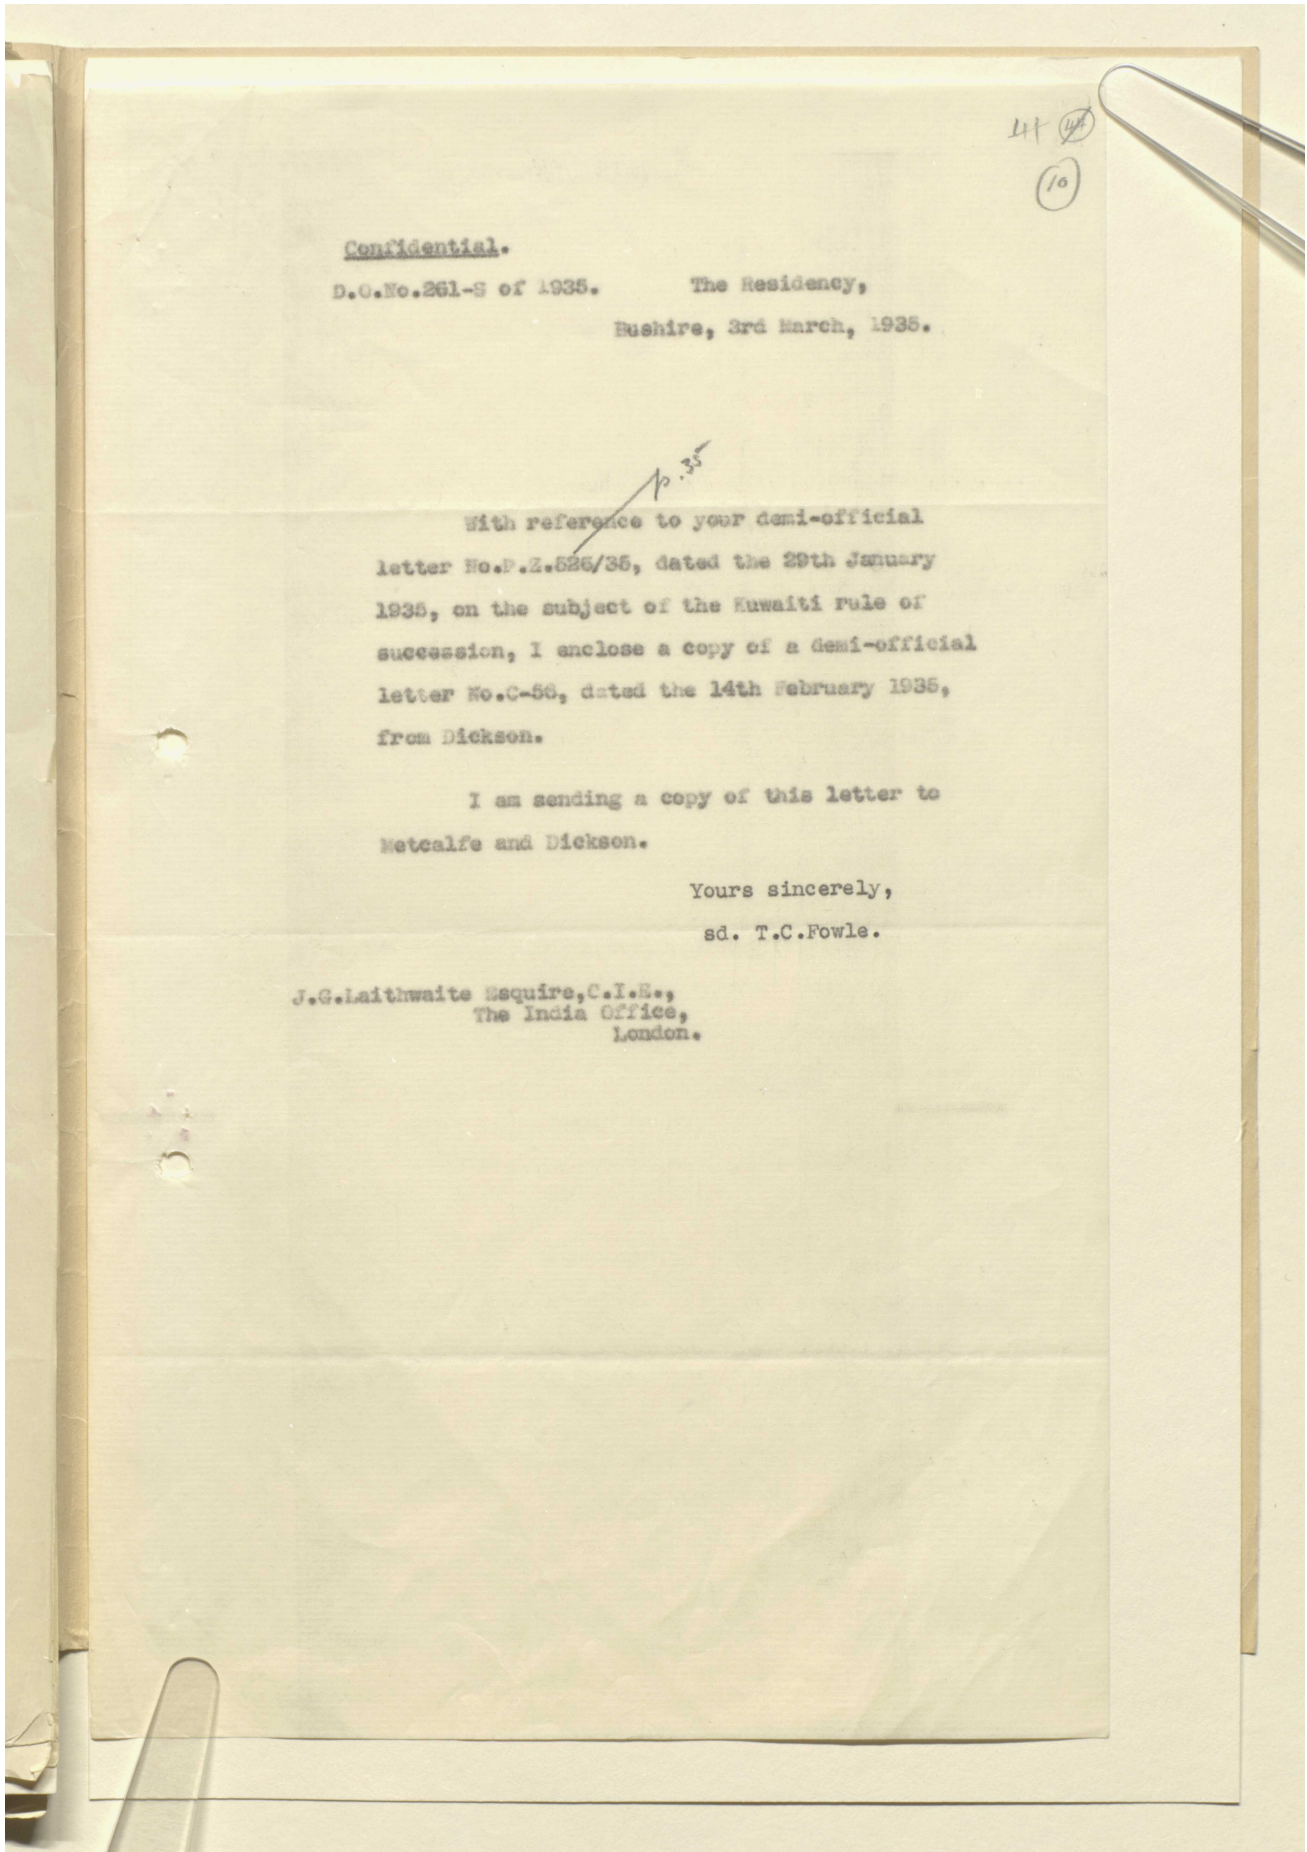 41 44
10
Confidential.
D.O.No.261-S of 1935. The Residency,
Bushire, 3rd March, 1935.
p.35
With reference to your demi-official
letter No.P.Z.526/35, dated the 29th January
1935, on the subject of the Kuwaiti rule of
succession, I enclose a copy of a demi-official
letter No.C-56, dated the 14th February 1935,
from Dickson.
I am sending a copy of this letter to
Metcalfe and Dickson.
Yours sincerely,
sd. T.C.Fowle.
J.G.Laithwaite Esquire,C.I.E.,
The India Office,
London.